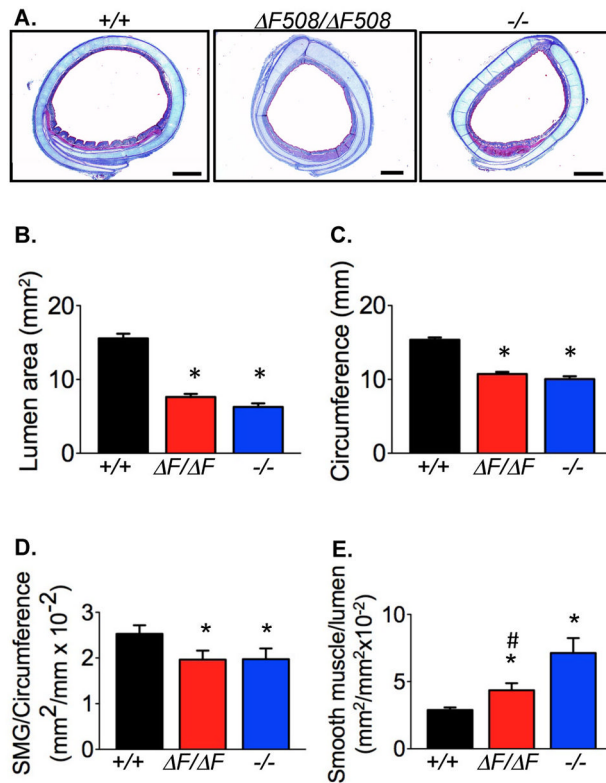 A. +/+ ΔF508/ΔF508 -/-
B.
Lumen area (mm²)
20
10
0
*
*
+/+ ΔF/ΔF -/-
C.
Circumference (mm)
20
10
0
*
*
+/+ ΔF/ΔF -/-
D.
SMG/Circumference
(mm²/mm x 10⁻²)
3
2
1
0
*
*
+/+ ΔF/ΔF -/-
E.
Smooth muscle/lumen
(mm²/mm²x10⁻²)
10
5
0
#
*
*
+/+ ΔF/ΔF -/-